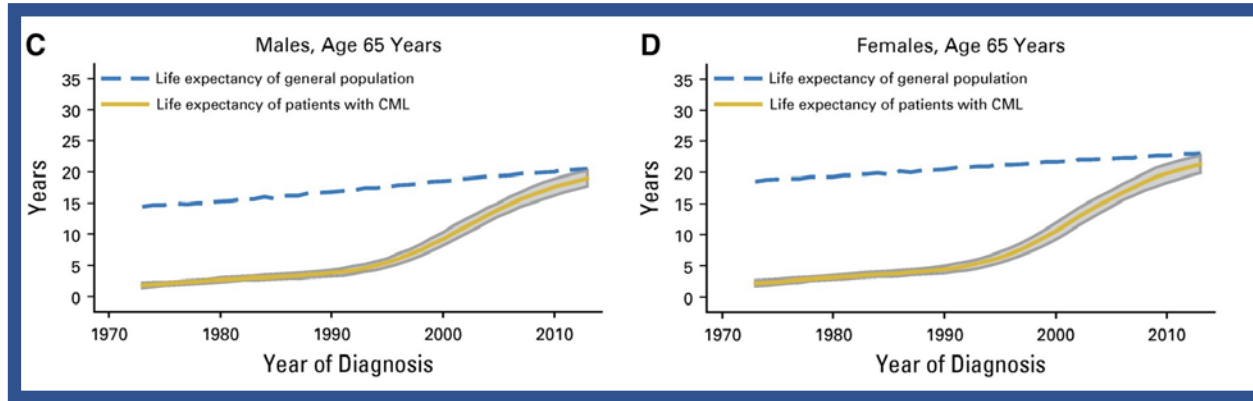 C
Males, Age 65 Years
Life expectancy of general population
Life expectancy of patients with CML
35
30
25
20
15
10
5
0
Years
1970 1980 1990 2000 2010
Year of Diagnosis
D
Females, Age 65 Years
Life expectancy of general population
Life expectancy of patients with CML
35
30
25
20
15
10
5
0
Years
1970 1980 1990 2000 2010
Year of Diagnosis